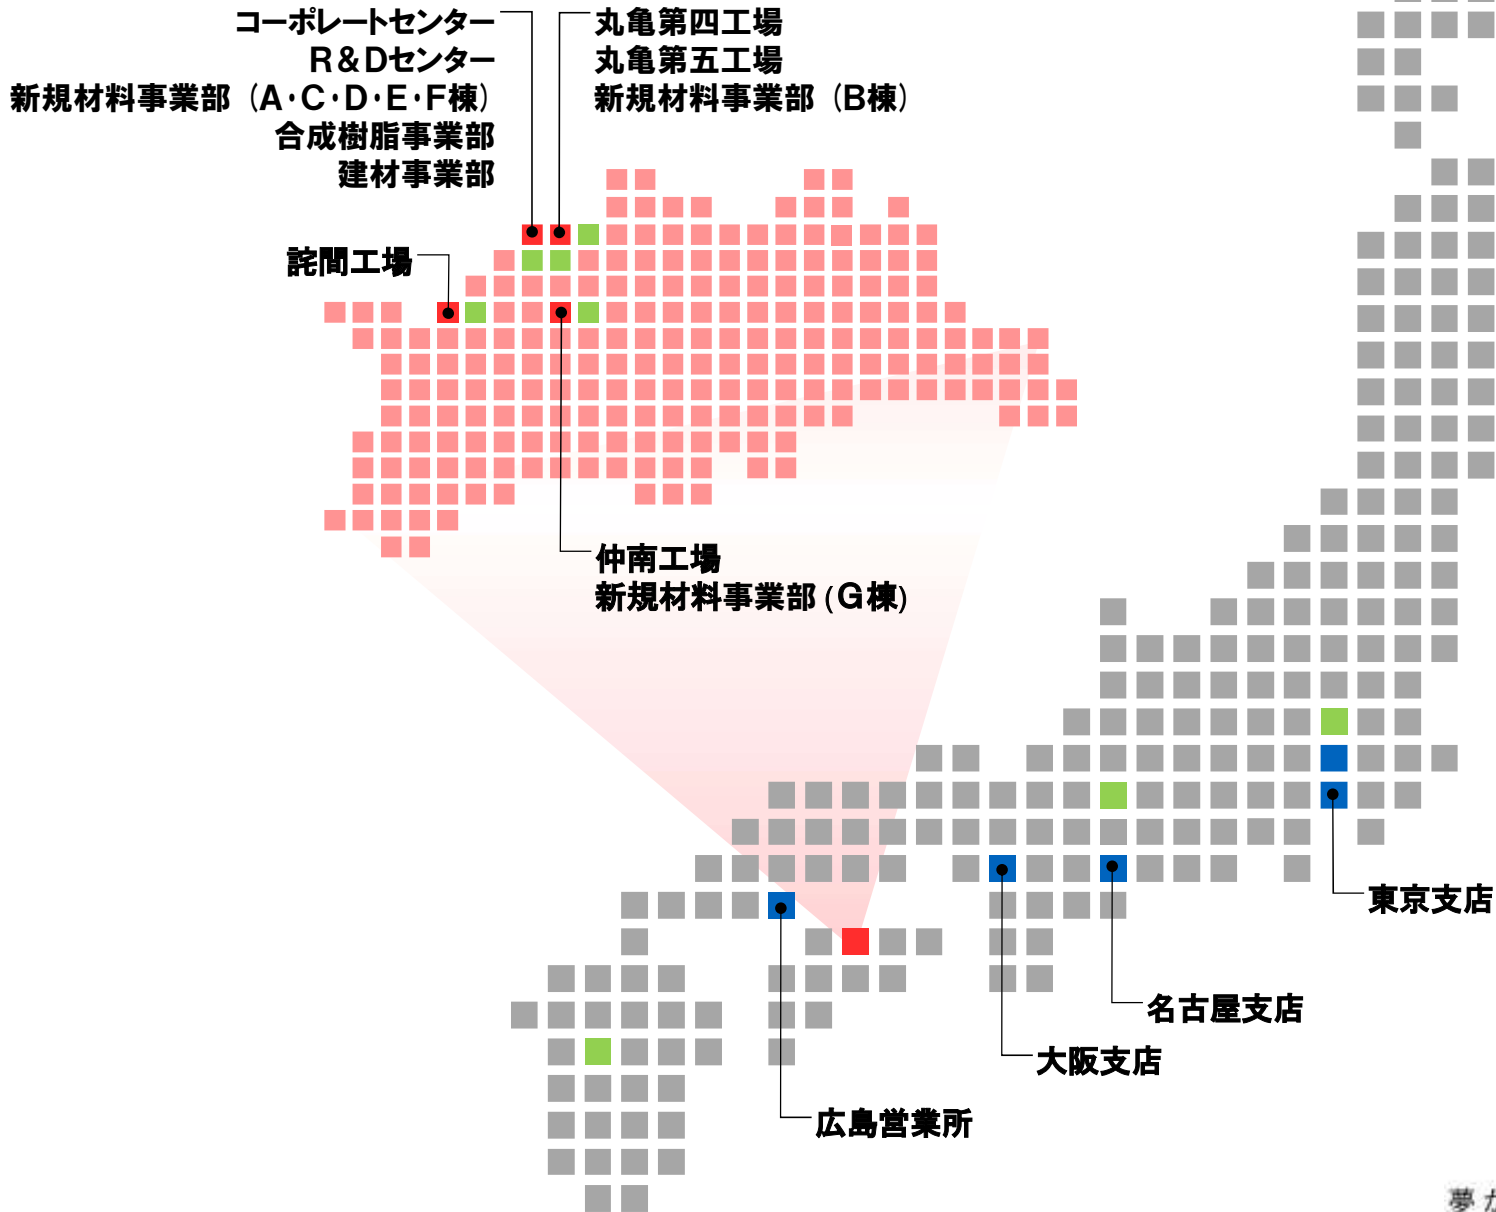 コーポレートセンター
R&Dセンター
新規材料事業部（A・C・D・E・F棟）
合成樹脂事業部
建材事業部
丸亀第四工場
丸亀第五工場
新規材料事業部（B棟）
詫間工場
仲南工場
新規材料事業部(G棟)
東京支店
名古屋支店
大阪支店
広島営業所
夢